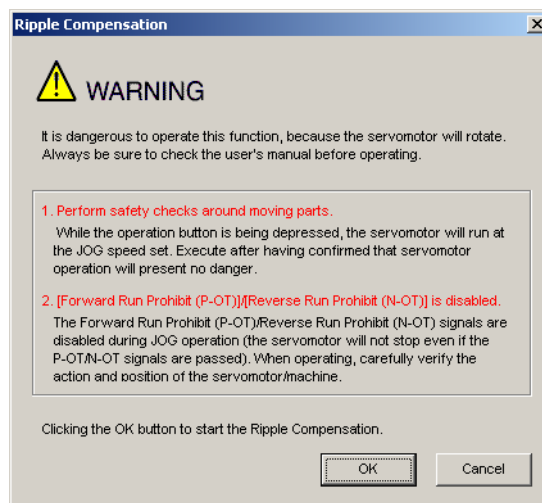 Ripple Compensation
WARNING
It is dangerous to operate this function, because the servomotor will rotate.
Always be sure to check the user's manual before operating.
1. Perform safety checks around moving parts.
While the operation button is being depressed, the servomotor will run at
the JOG speed set. Execute after having confirmed that servomotor
operation will present no danger.
2. [Forward Run Prohibit (P-OT)]/[Reverse Run Prohibit (N-OT)] is disabled.
The Forward Run Prohibit (P-OT)/Reverse Run Prohibit (N-OT) signals are
disabled during JOG operation (the servomotor will not stop even if the
P-OT/N-OT signals are passed). When operating, carefully verify the
action and position of the servomotor/machine.
Clicking the OK button to start the Ripple Compensation.
OK Cancel